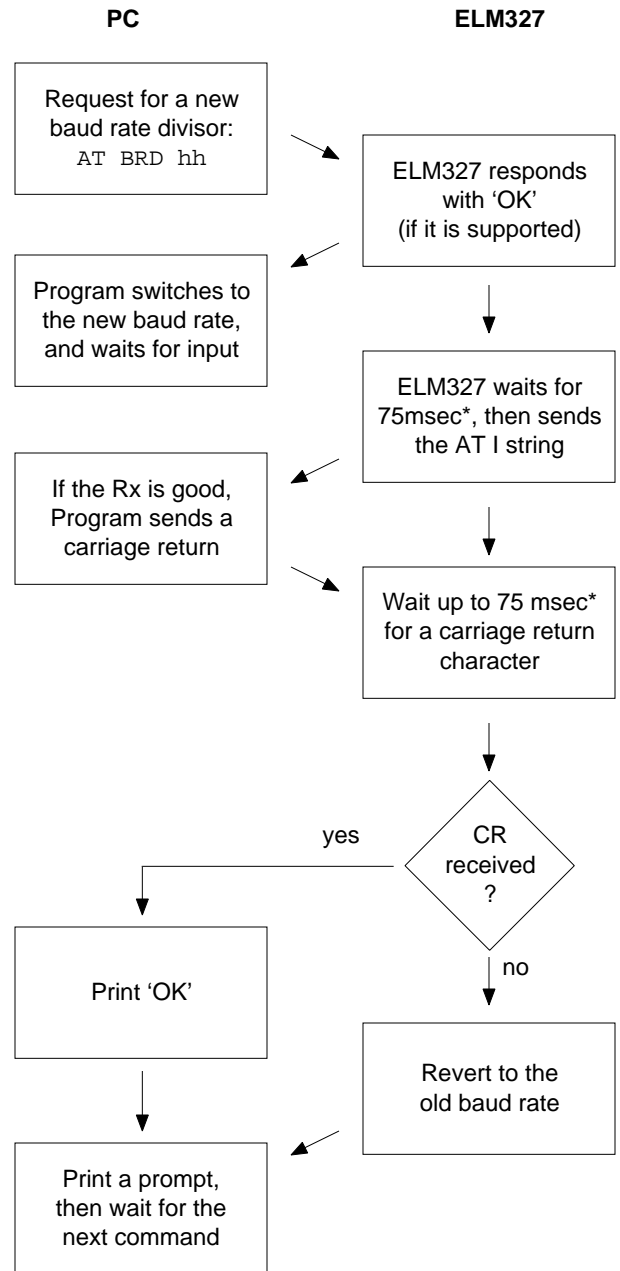 PC
ELM327
Request for a new
baud rate divisor:
AT BRD hh
ELM327 responds
with ‘OK’
(if it is supported)
Program switches to
the new baud rate,
and waits for input
ELM327 waits for
75msec*, then sends
the AT I string
If the Rx is good,
Program sends a
carriage return
Wait up to 75 msec*
for a carriage return
character
CR
received
?
yes
no
Print ‘OK’
Revert to the
old baud rate
Print a prompt,
then wait for the
next command